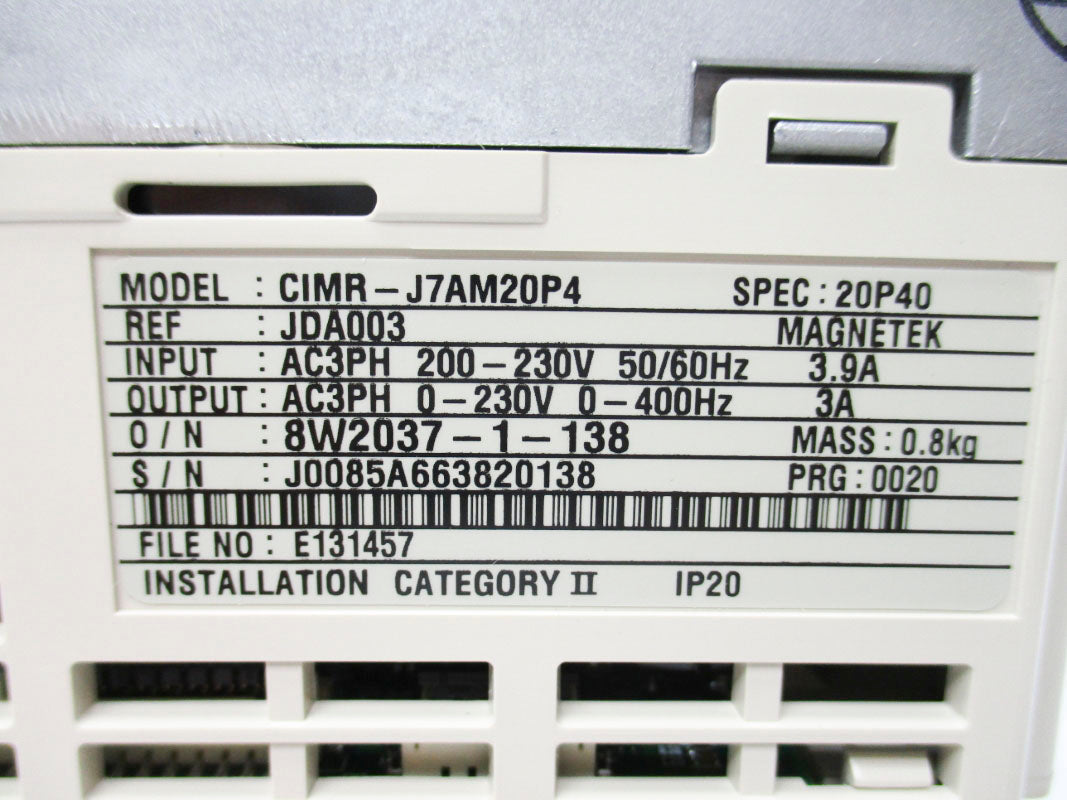 MODEL : CIMR-J7AM20P4 SPEC : 20P40
REF : JDA003 MAGNETEK
INPUT : AC3PH 200-230V 50/60Hz 3.9A
OUTPUT : AC3PH 0-230V 0-400Hz 3A
O/N : 8W2037-1-138 MASS : 0.8kg
S/N : J0085A663820138 PRG : 0020
FILE NO : E131457
INSTALLATION CATEGORY II IP20